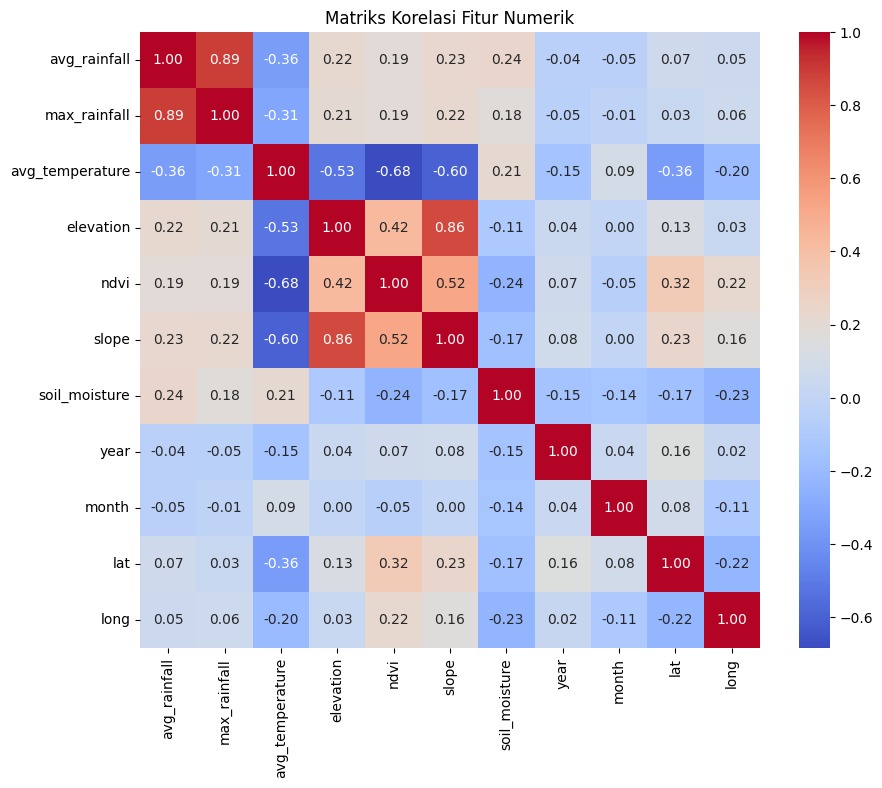 Matriks Korelasi Fitur Numerik
avg_rainfall 1.00 0.89 -0.36 0.22 0.19 0.23 0.24 -0.04 -0.05 0.07 0.05
max_rainfall 0.89 1.00 -0.31 0.21 0.19 0.22 0.18 -0.05 -0.01 0.03 0.06
avg_temperature -0.36 -0.31 1.00 -0.53 -0.68 -0.60 0.21 -0.15 0.09 -0.36 -0.20
elevation 0.22 0.21 -0.53 1.00 0.42 0.86 -0.11 0.04 0.00 0.13 0.03
ndvi 0.19 0.19 -0.68 0.42 1.00 0.52 -0.24 0.07 -0.05 0.32 0.22
slope 0.23 0.22 -0.60 0.86 0.52 1.00 -0.17 0.08 0.00 0.23 0.16
soil_moisture 0.24 0.18 0.21 -0.11 -0.24 -0.17 1.00 -0.15 -0.14 -0.17 -0.23
year -0.04 -0.05 -0.15 0.04 0.07 0.08 -0.15 1.00 0.04 0.16 0.02
month -0.05 -0.01 0.09 0.00 -0.05 0.00 -0.14 0.04 1.00 0.08 -0.11
lat 0.07 0.03 -0.36 0.13 0.32 0.23 -0.17 0.16 0.08 1.00 -0.22
long 0.05 0.06 -0.20 0.03 0.22 0.16 -0.23 0.02 -0.11 -0.22 1.00
avg_rainfall
max_rainfall
avg_temperature
elevation
ndvi
slope
soil_moisture
year
month
lat
long
1.0
0.8
0.6
0.4
0.2
0.0
−0.2
−0.4
−0.6